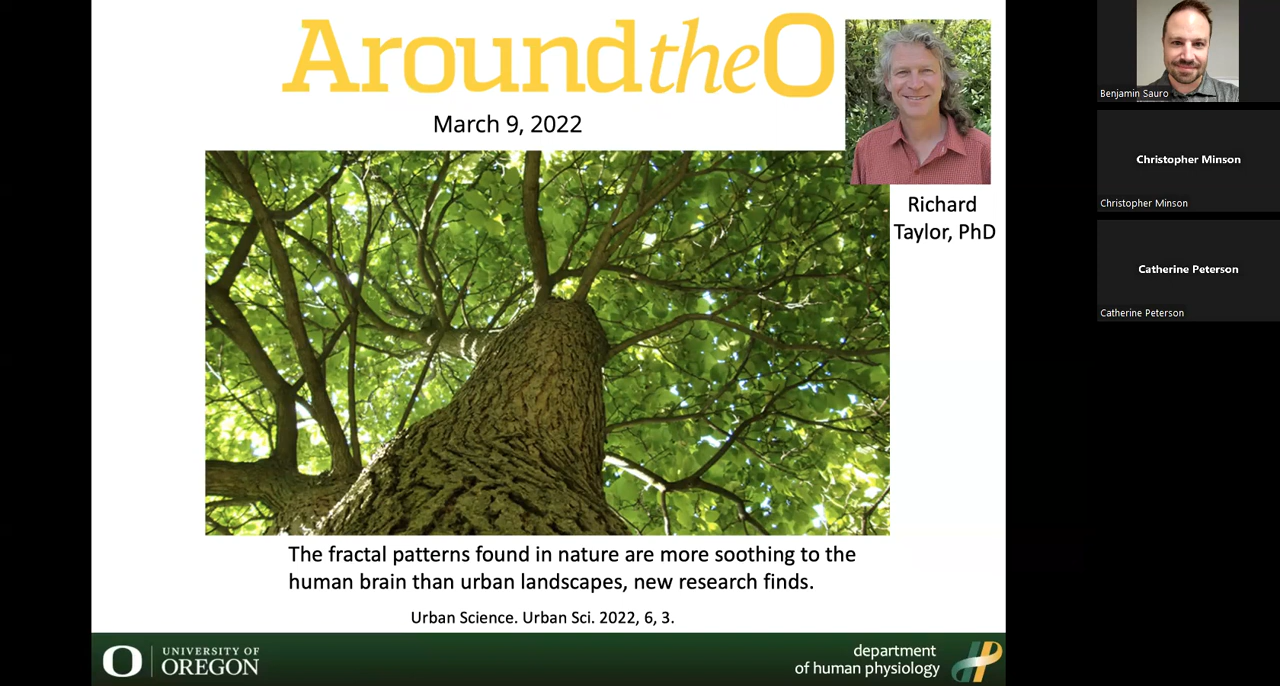 AroundtheO
March 9, 2022
Richard
Taylor, PhD
The fractal patterns found in nature are more soothing to the
human brain than urban landscapes, new research finds.
Urban Science. Urban Sci. 2022, 6, 3.
O
UNIVERSITY OF
OREGON
department
of human physiology
hp
Benjamin Sauro
Christopher Minson
Christopher Minson
Catherine Peterson
Catherine Peterson